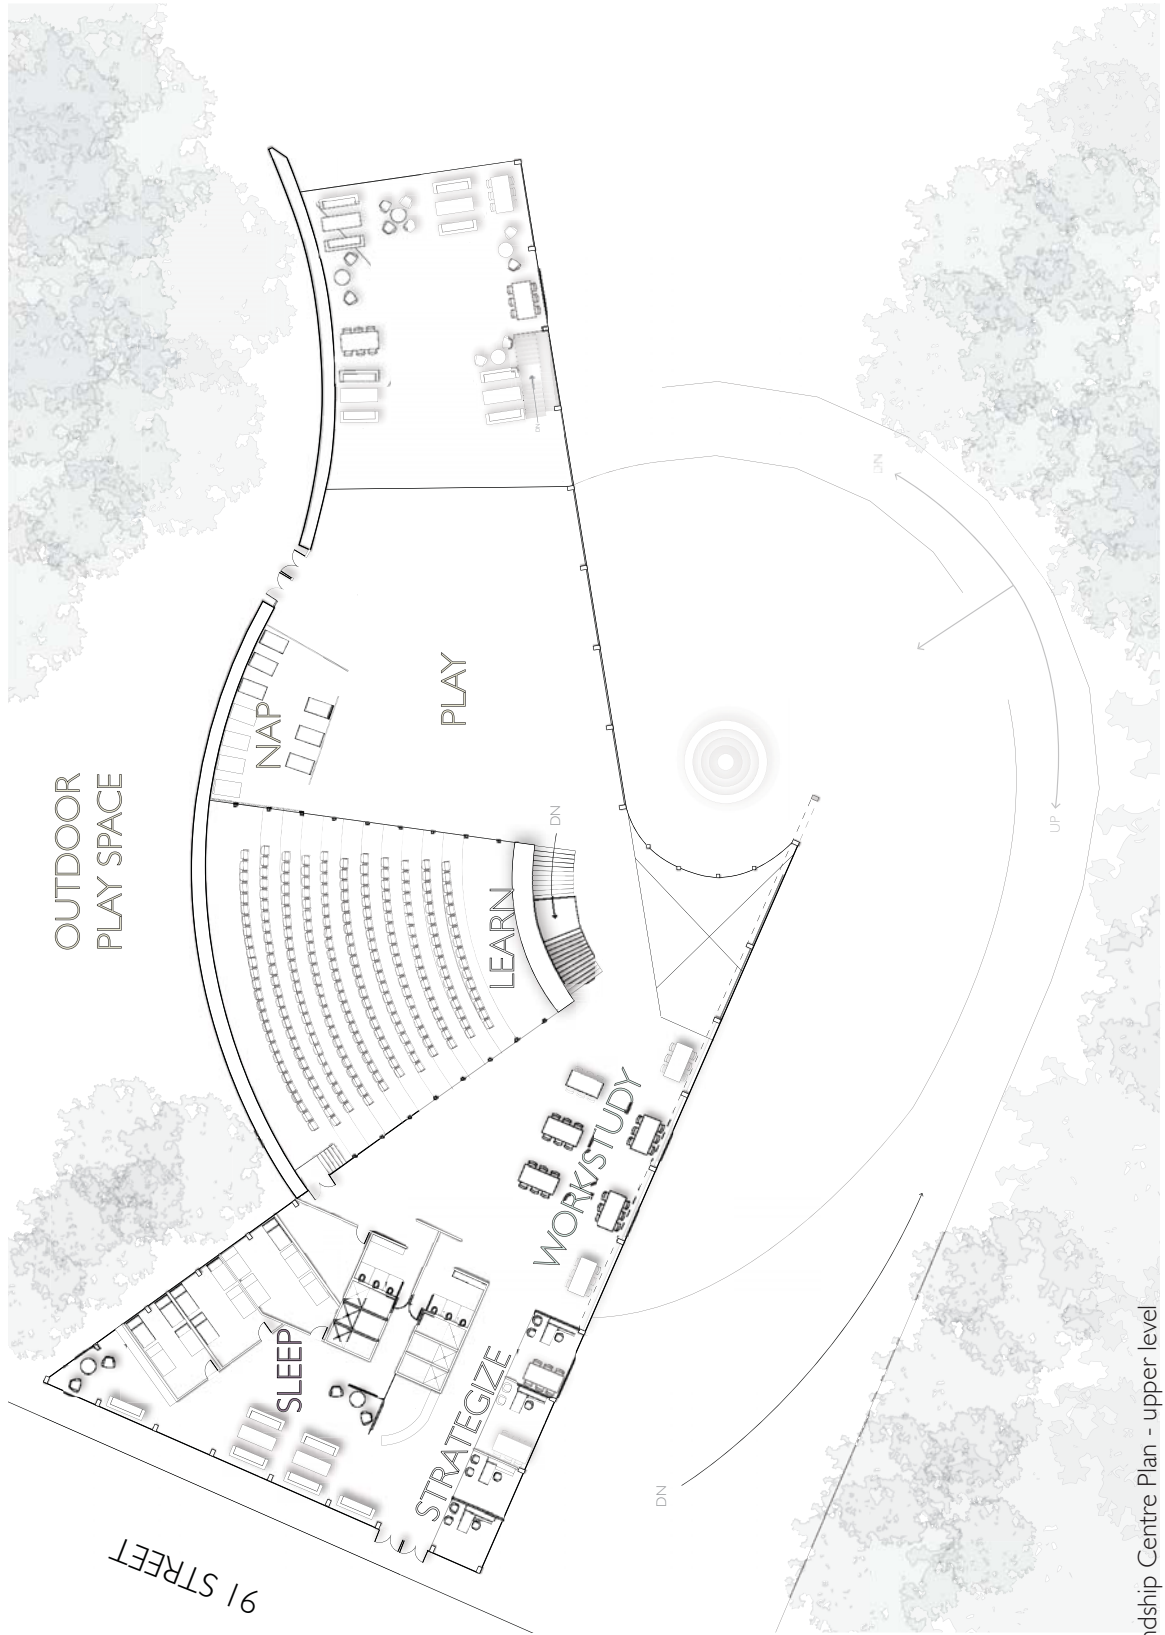 OUTDOOR
PLAY SPACE
NAP
PLAY
DN
LEARN
DN
UP
DN
WORK/STUDY
SLEEP
STRATEGIZE
DN
91 STREET
ndship Centre Plan - upper level